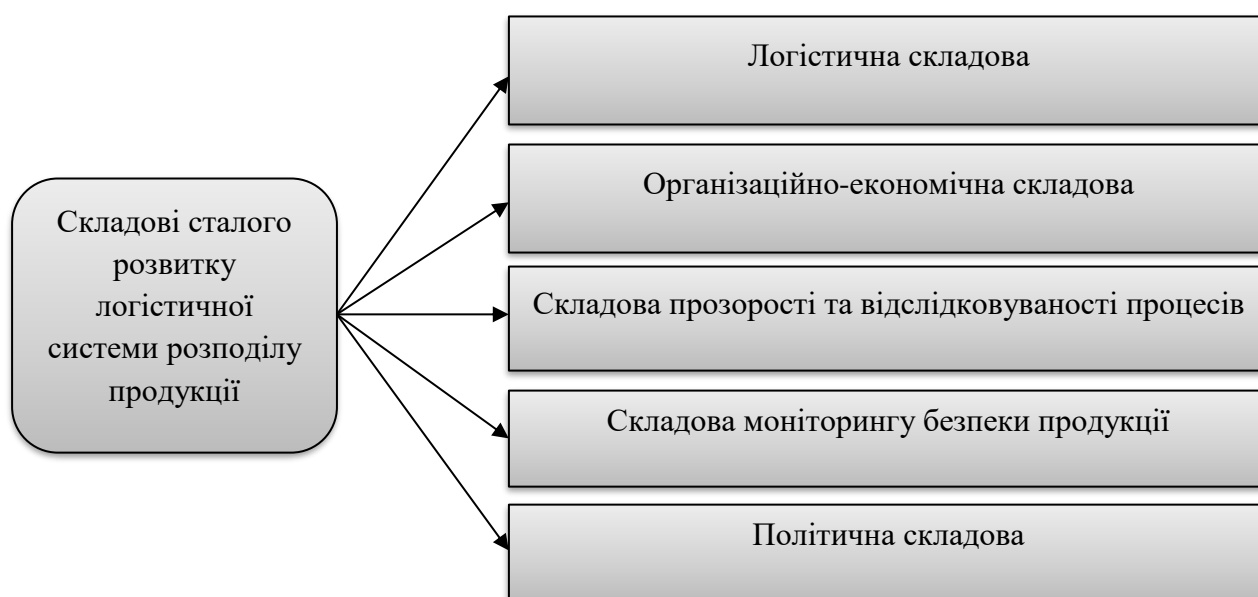 Складові сталого
розвитку
логістичної
системи розподілу
продукції
Логістична складова
Організаційно-економічна складова
Складова прозорості та відслідковуваності процесів
Складова моніторингу безпеки продукції
Політична складова